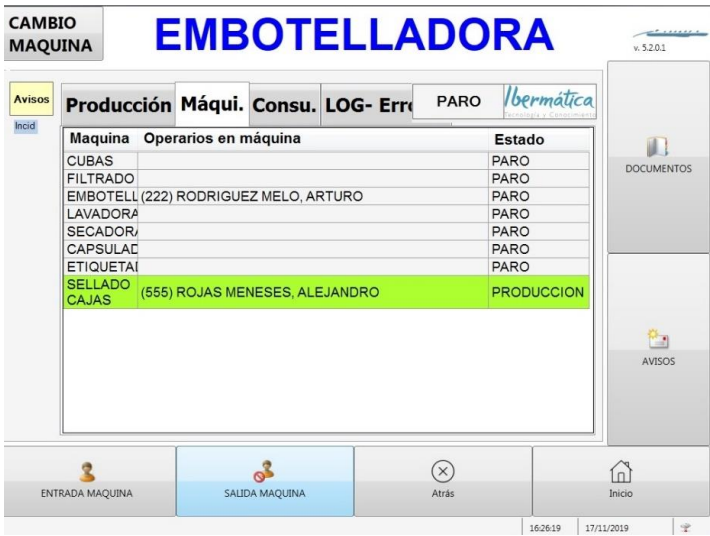 CAMBIO
MAQUINA
EMBOTELLADORA
v. 5.2.0.1
Avisos
Incid
Producción Máqui. Consu. LOG- Erro PARO Ibermática
Tecnología y Conocimiento
Maquina Operarios en máquina Estado
CUBAS PARO
FILTRADO PARO
EMBOTELL (222) RODRIGUEZ MELO, ARTURO PARO
LAVADORA PARO
SECADORA PARO
CAPSULAD PARO
ETIQUETAI PARO
SELLADO
CAJAS (555) ROJAS MENESES, ALEJANDRO PRODUCCION
DOCUMENTOS
AVISOS
ENTRADA MAQUINA SALIDA MAQUINA Atrás Inicio
16:26:19 17/11/2019